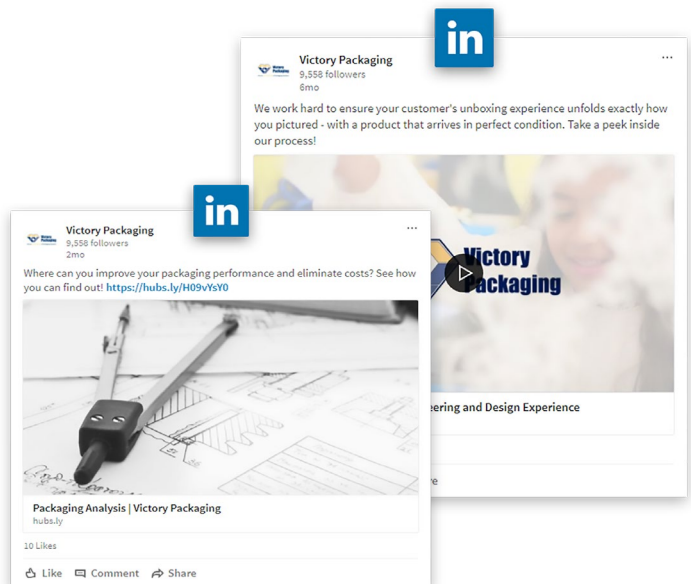 in
Victory Packaging
9,558 followers
6mo
We work hard to ensure your customer's unboxing experience unfolds exactly how
you pictured - with a product that arrives in perfect condition. Take a peek inside
our process!
Victory
Packaging
eering and Design Experience
re
in
Victory Packaging
9,558 followers
2mo
Where can you improve your packaging performance and eliminate costs? See how
you can find out! https://hubs.ly/H09vYsY0
Packaging Analysis | Victory Packaging
hubs.ly
10 Likes
Like Comment Share